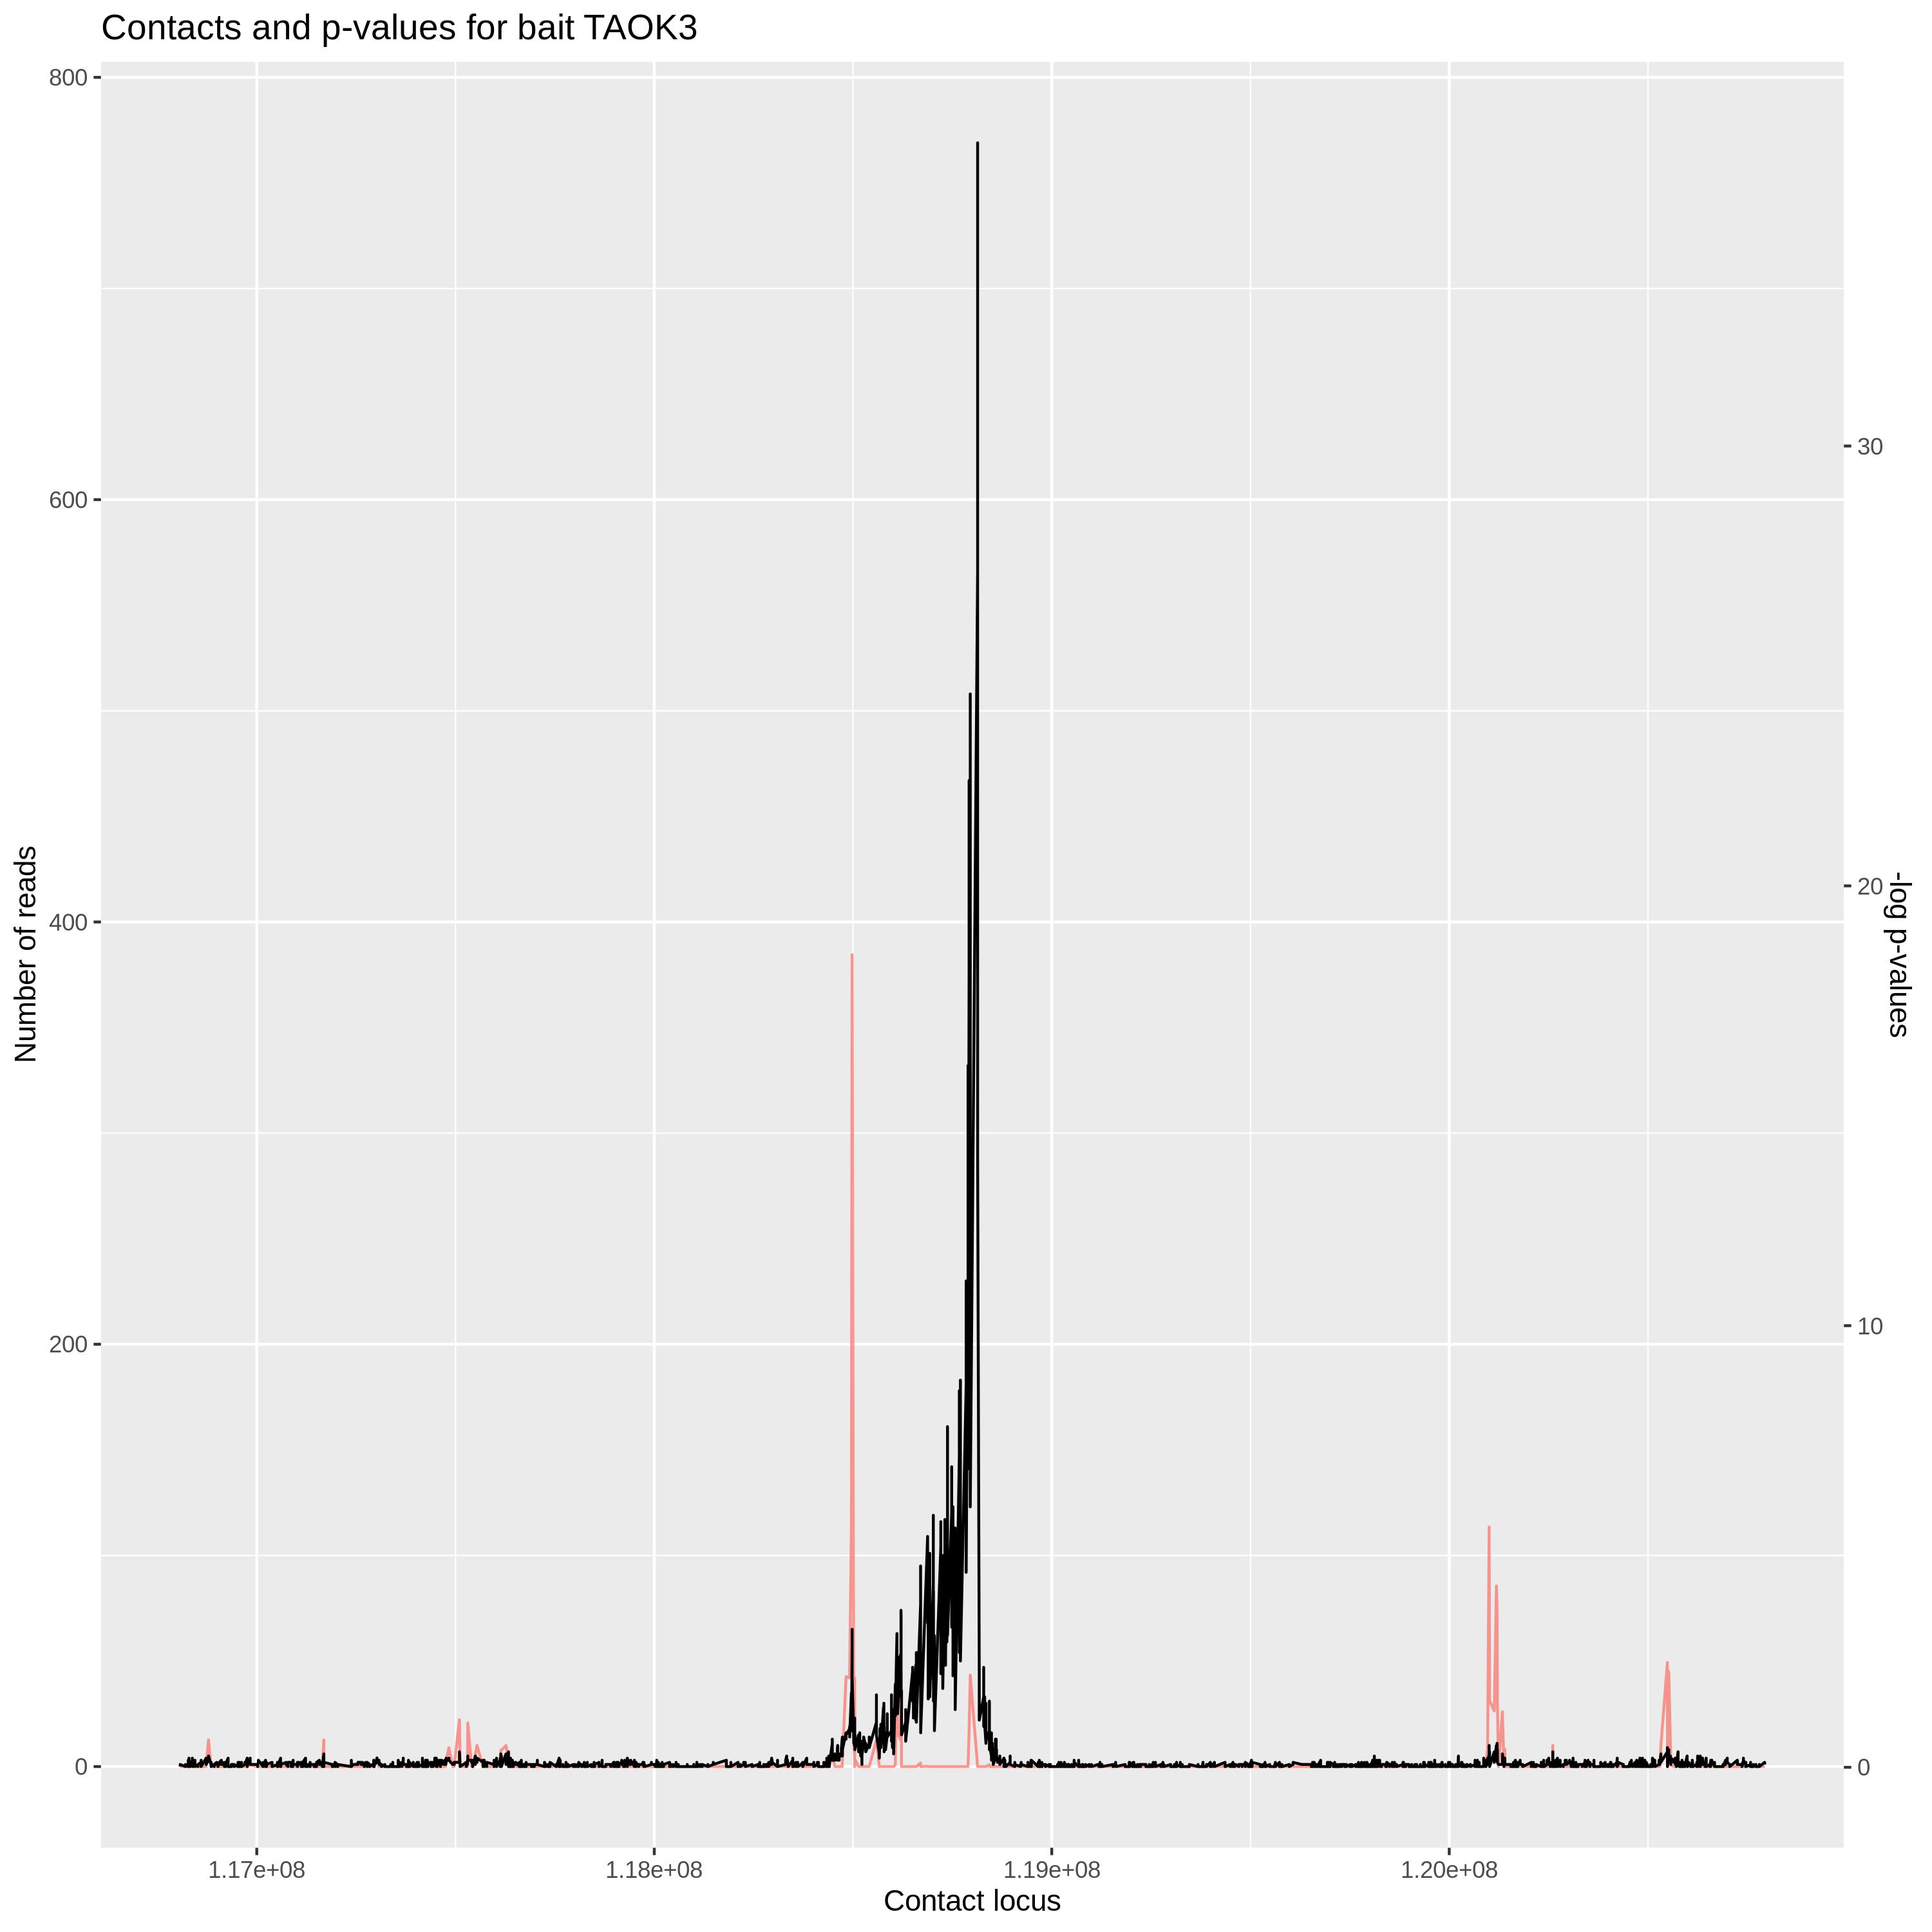 Contacts and p-values for bait TAOK3
800
600
400
200
0
Number of reads
30
20
10
0
-log p-values
1.17e+08
1.18e+08
1.19e+08
1.20e+08
Contact locus